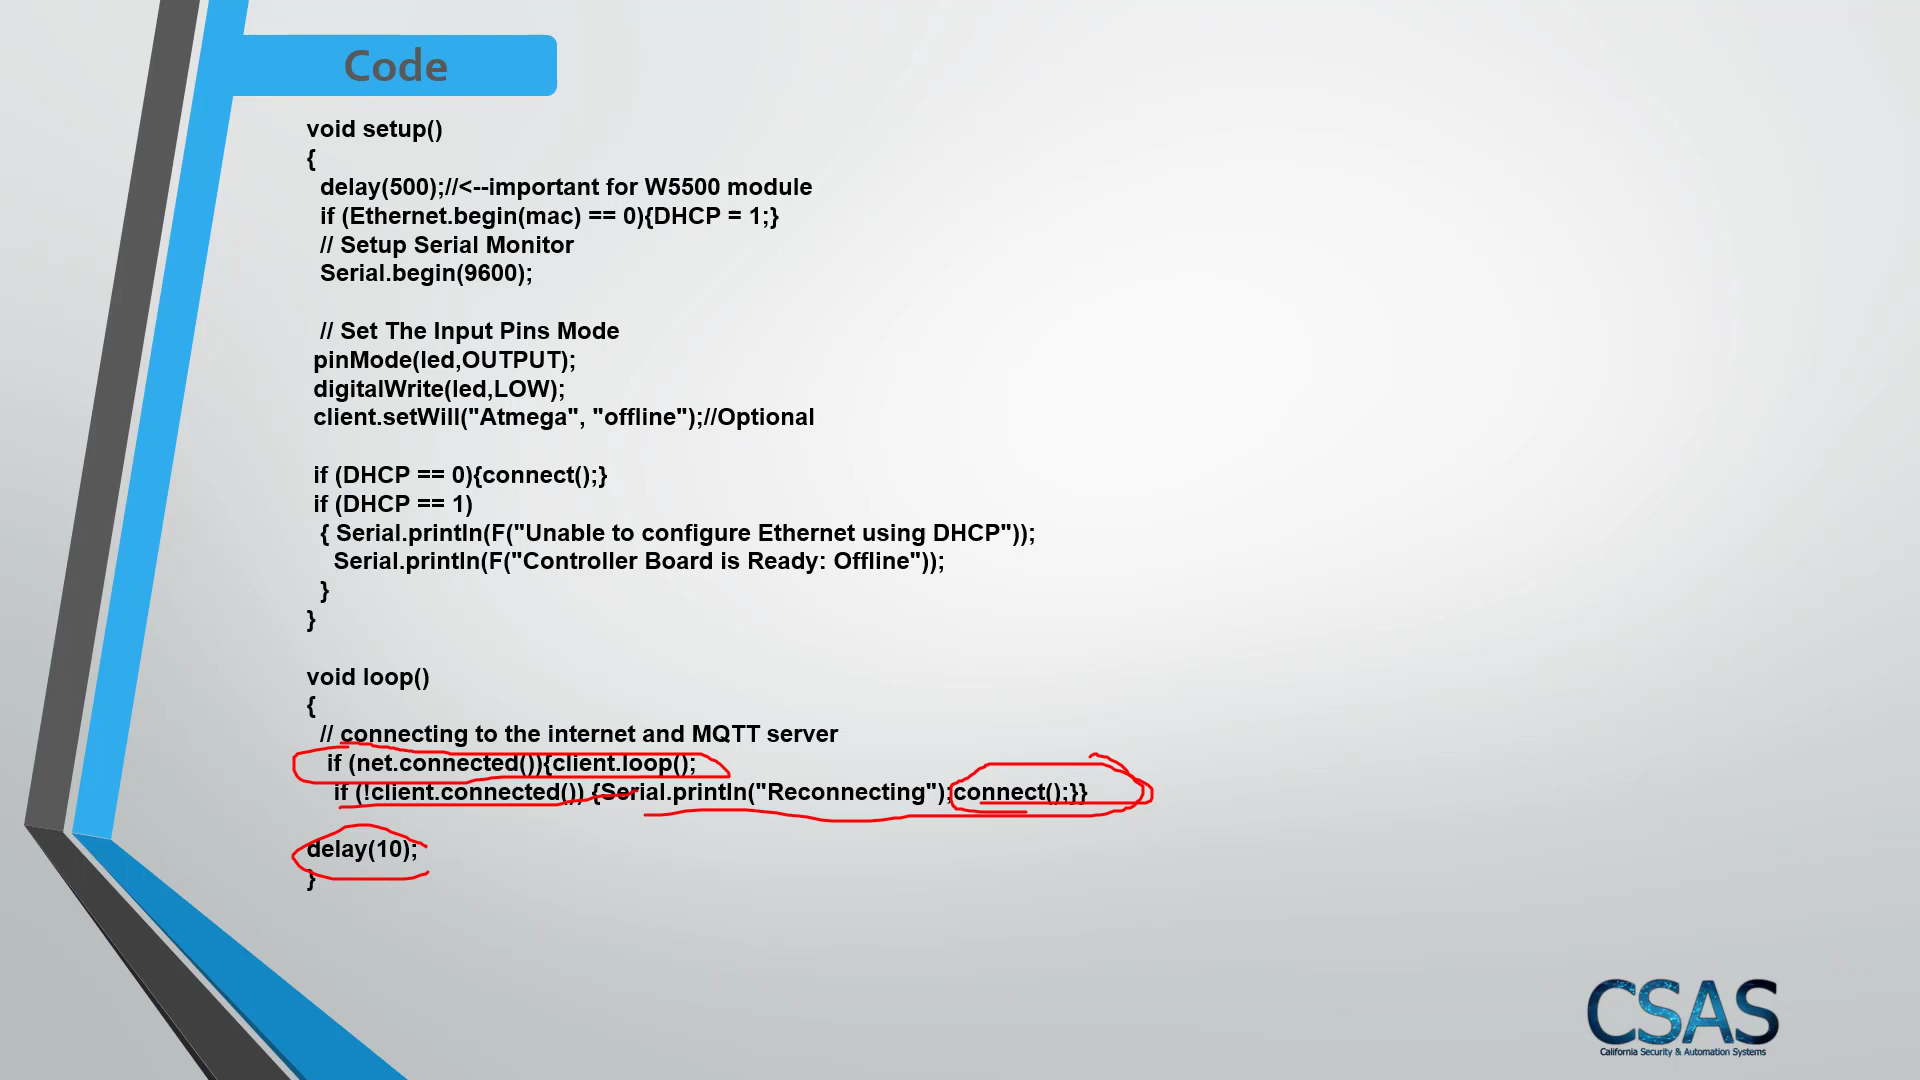 Code
void setup()
{
delay(500);//<--important for W5500 module
if (Ethernet.begin(mac) == 0){DHCP = 1;}
// Setup Serial Monitor
Serial.begin(9600);
// Set The Input Pins Mode
pinMode(led,OUTPUT);
digitalWrite(led,LOW);
client.setWill("Atmega", "offline");//Optional
if (DHCP == 0){connect();}
if (DHCP == 1)
{ Serial.println(F("Unable to configure Ethernet using DHCP"));
Serial.println(F("Controller Board is Ready: Offline"));
}
}
void loop()
{
// connecting to the internet and MQTT server
if (net.connected()){client.loop();
if (!client.connected()) {Serial.println("Reconnecting");connect();}}
delay(10);
}
CSAS
California Security & Automation Systems